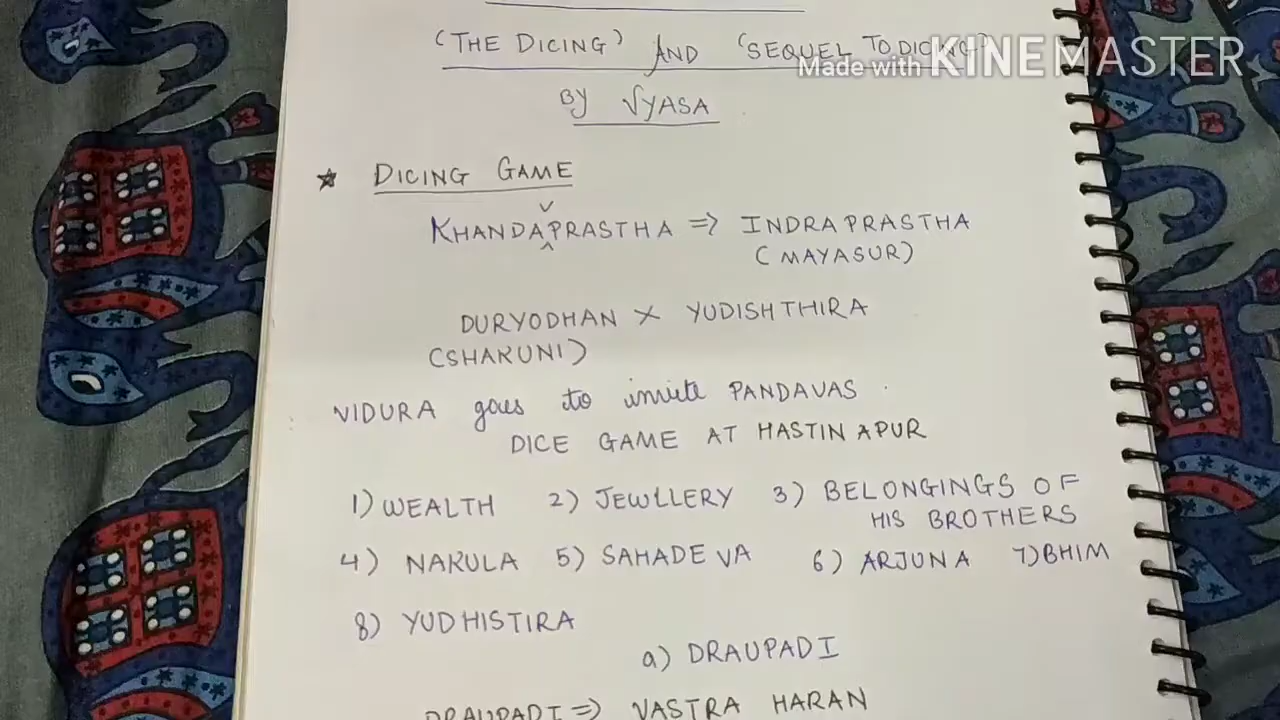 (THE DICING) AND (SEQUEL TO DICING)
Made with KINEMASTER
BY VYASA
DICING GAME
KHANDAPRASTHA => INDRAPRASTHA
(MAYASUR)
DURYODHAN X YUDISHTHIRA
(SHAKUNI)
VIDURA goes to invite PANDAVAS
DICE GAME AT HASTINAPUR
1) WEALTH 2) JEWLLERY 3) BELONGINGS OF
HIS BROTHERS
4) NAKULA 5) SAHADEVA 6) ARJUNA 7) BHIM
8) YUDHISTIRA
9) DRAUPADI
DRAUPADI => VASTRA HARAN